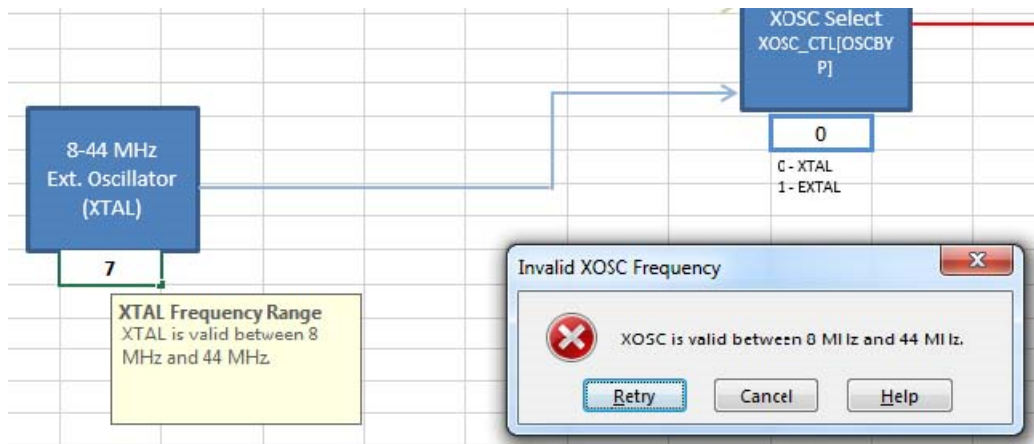 XOSC Select
XOSC_CTL[OSCBY
P]
0
0 - XTAL
1 - EXTAL
8-44 MHz
Ext. Oscillator
(XTAL)
7
XTAL Frequency Range
XTAL is valid between 8
MHz and 44 MHz.
Invalid XOSC Frequency
XOSC is valid between 8 MHz and 44 MHz.
Retry
Cancel
Help